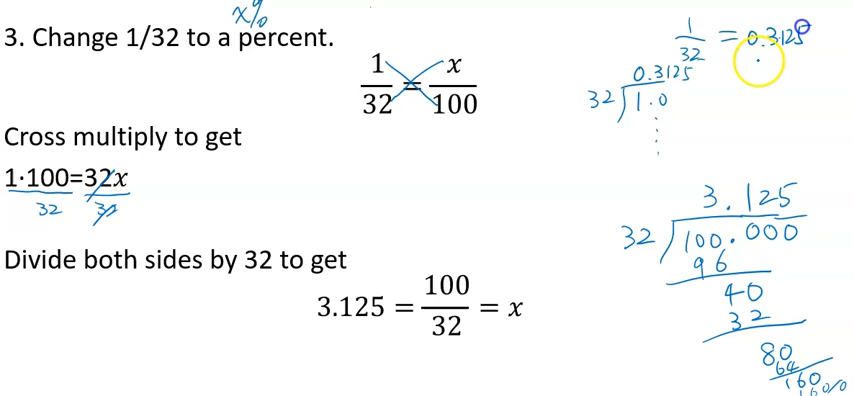 x%
3. Change 1/32 to a percent.
1/32 = x/100
Cross multiply to get
1·100=32x
32 32
Divide both sides by 32 to get
3.125 = 100/32 = x
1/32 = 0.3125
0.3125
32 1.0
3.125
32 100.000
96
40
32
80
64
160
160